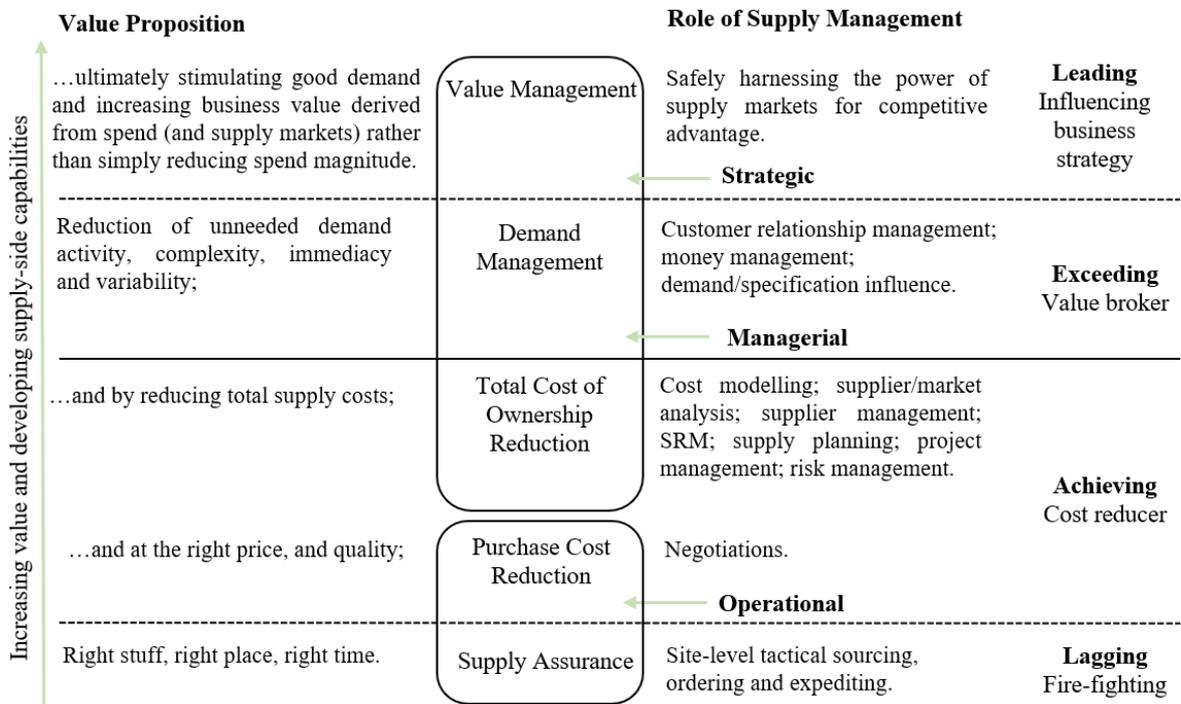 Value Proposition
Role of Supply Management
Increasing value and developing supply-side capabilities
…ultimately stimulating good demand
and increasing business value derived
from spend (and supply markets) rather
than simply reducing spend magnitude.
Value Management
Safely harnessing the power of
supply markets for competitive
advantage.
Leading
Influencing
business
strategy
Strategic
Reduction of unneeded demand
activity, complexity, immediacy
and variability;
Demand
Management
Customer relationship management;
money management;
demand/specification influence.
Exceeding
Value broker
Managerial
…and by reducing total supply costs;
Total Cost of
Ownership
Reduction
Cost modelling; supplier/market
analysis; supplier management;
SRM; supply planning; project
management; risk management.
Achieving
Cost reducer
…and at the right price, and quality;
Purchase Cost
Reduction
Negotiations.
Operational
Right stuff, right place, right time.
Supply Assurance
Site-level tactical sourcing,
ordering and expediting.
Lagging
Fire-fighting